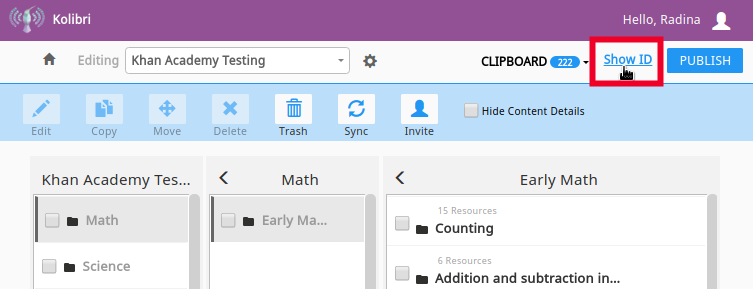 Kolibri
Hello, Radina
Editing Khan Academy Testing
CLIPBOARD 222 Show ID PUBLISH
Edit Copy Move Delete Trash Sync Invite Hide Content Details
Khan Academy Tes... Math Early Math
Math
Science
Early Ma...
15 Resources
Counting
6 Resources
Addition and subtraction in...